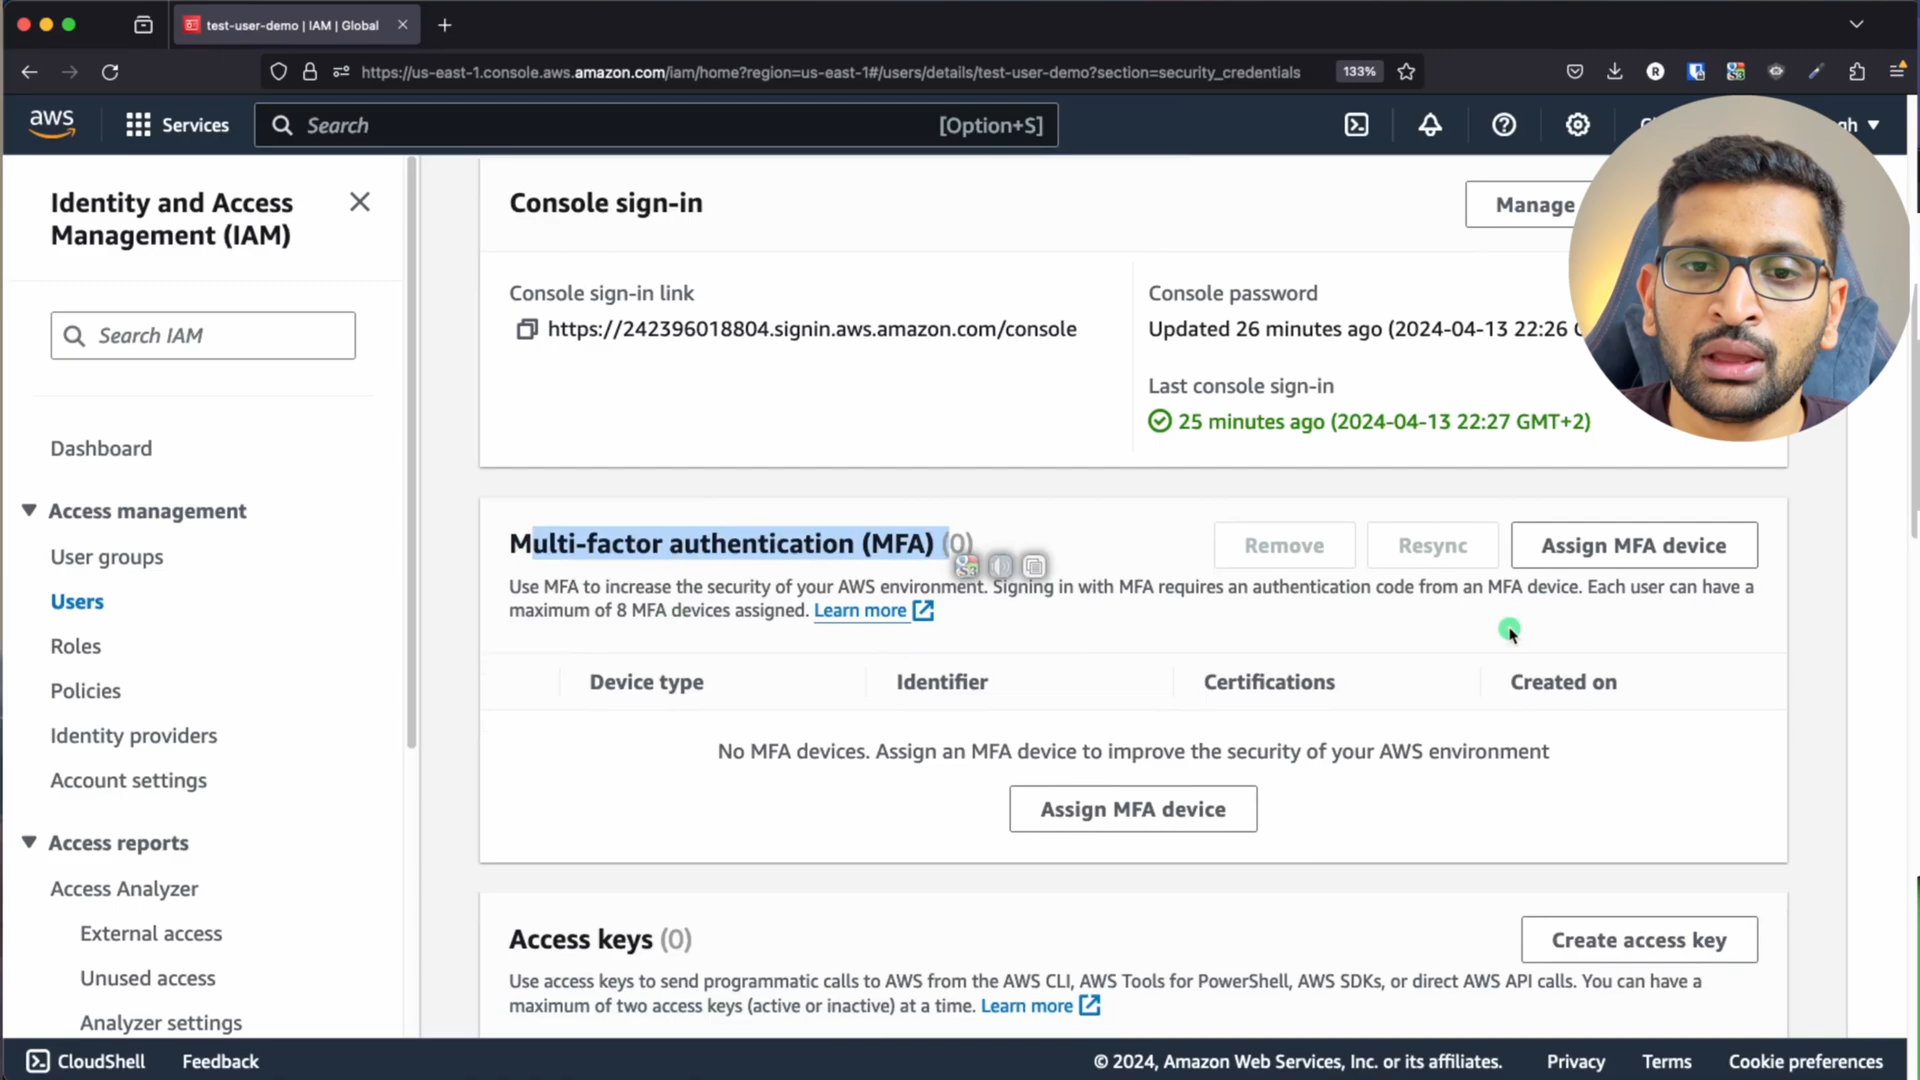 test-user-demo | IAM | Global
https://us-east-1.console.aws.amazon.com/iam/home?region=us-east-1#/users/details/test-user-demo?section=security_credentials
133%
aws
Services
Search
[Option+S]
Identity and Access
Management (IAM)
Search IAM
Dashboard
Access management
User groups
Users
Roles
Policies
Identity providers
Account settings
Access reports
Access Analyzer
External access
Unused access
Analyzer settings
Console sign-in
Manage
Console sign-in link
https://242396018804.signin.aws.amazon.com/console
Console password
Updated 26 minutes ago (2024-04-13 22:26
Last console sign-in
25 minutes ago (2024-04-13 22:27 GMT+2)
Multi-factor authentication (MFA) (0)
Remove
Resync
Assign MFA device
Use MFA to increase the security of your AWS environment. Signing in with MFA requires an authentication code from an MFA device. Each user can have a
maximum of 8 MFA devices assigned. Learn more
Device type
Identifier
Certifications
Created on
No MFA devices. Assign an MFA device to improve the security of your AWS environment
Assign MFA device
Access keys (0)
Create access key
Use access keys to send programmatic calls to AWS from the AWS CLI, AWS Tools for PowerShell, AWS SDKs, or direct AWS API calls. You can have a
maximum of two access keys (active or inactive) at a time. Learn more
CloudShell
Feedback
© 2024, Amazon Web Services, Inc. or its affiliates.
Privacy
Terms
Cookie preferences